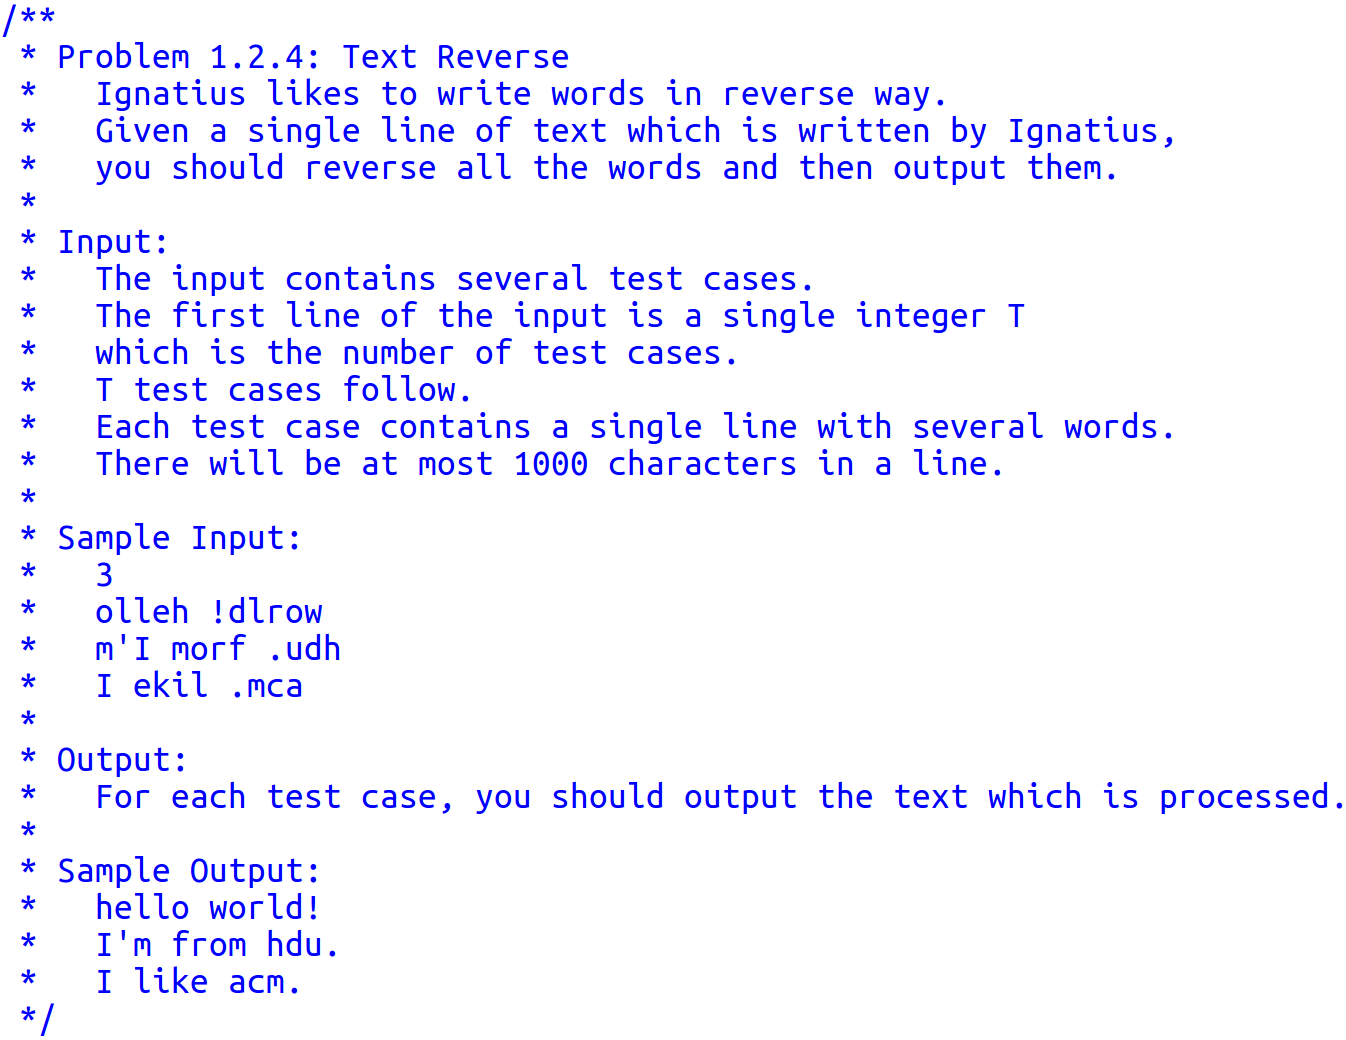 /**
 * Problem 1.2.4: Text Reverse
 *   Ignatius likes to write words in reverse way.
 *   Given a single line of text which is written by Ignatius,
 *   you should reverse all the words and then output them.
 *
 * Input:
 *   The input contains several test cases.
 *   The first line of the input is a single integer T
 *   which is the number of test cases.
 *   T test cases follow.
 *   Each test case contains a single line with several words.
 *   There will be at most 1000 characters in a line.
 *
 * Sample Input:
 *   3
 *   olleh !dlrow
 *   m'I morf .udh
 *   I ekil .mca
 *
 * Output:
 *   For each test case, you should output the text which is processed.
 *
 * Sample Output:
 *   hello world!
 *   I'm from hdu.
 *   I like acm.
 */